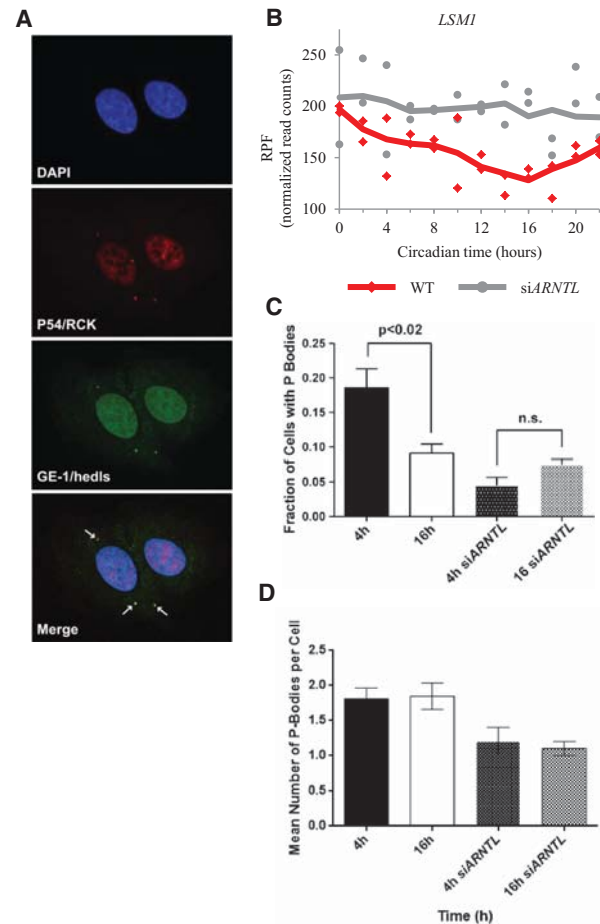 A
DAPI
P54/RCK
GE-1/hedls
Merge
B
LSM1
RPF
(normalized read counts)
250
200
150
100
0
4
8
12
16
20
Circadian time (hours)
WT
siARNTL
C
Fraction of Cells with P Bodies
0.25
0.20
0.15
0.10
0.05
0.00
p<0.02
n.s.
4h
16h
4h siARNTL
16 siARNTL
D
Mean Number of P-Bodies per Cell
2.5
2.0
1.5
1.0
0.5
0.0
4h
16h
4h siARNTL
16h siARNTL
Time (h)